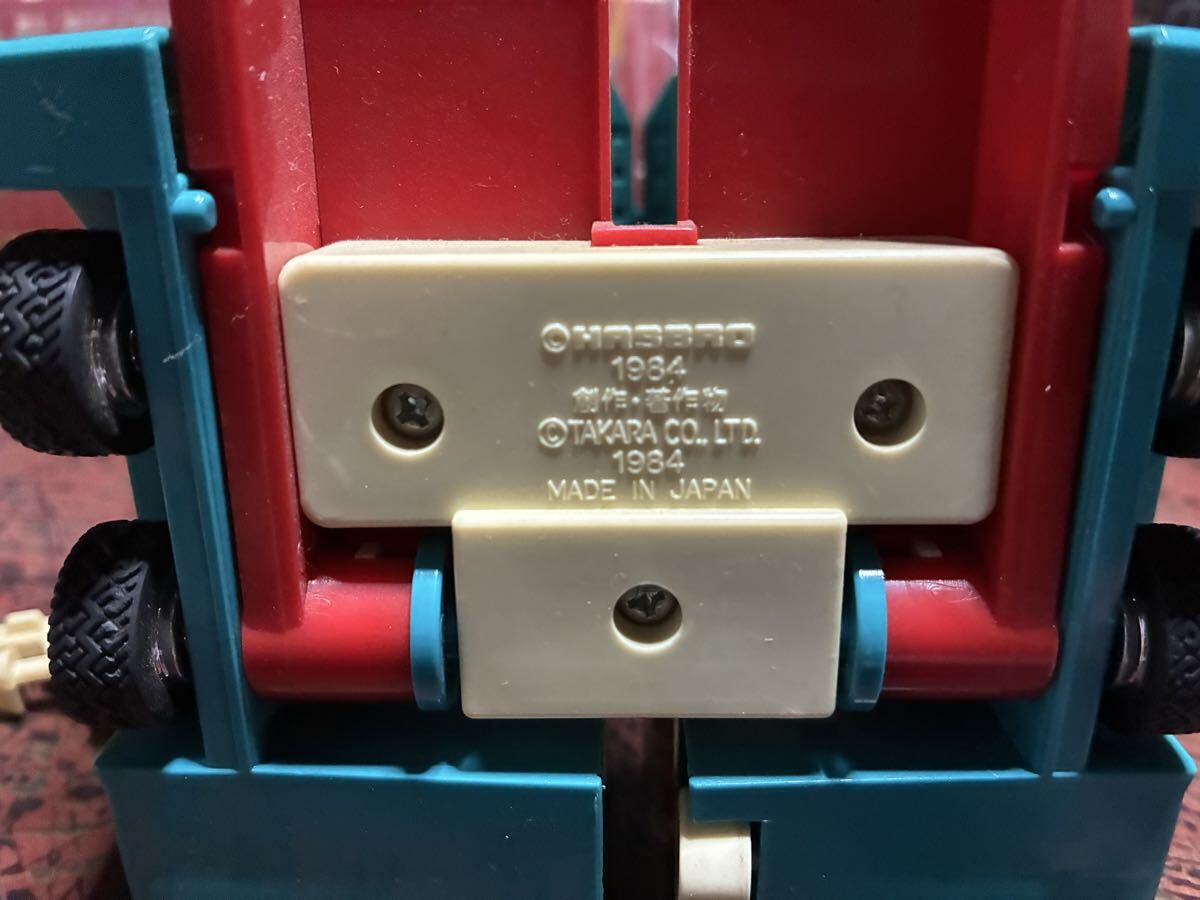 ©HASBRO
1984
創作・著作物
©TAKARA CO., LTD.
1984
MADE IN JAPAN